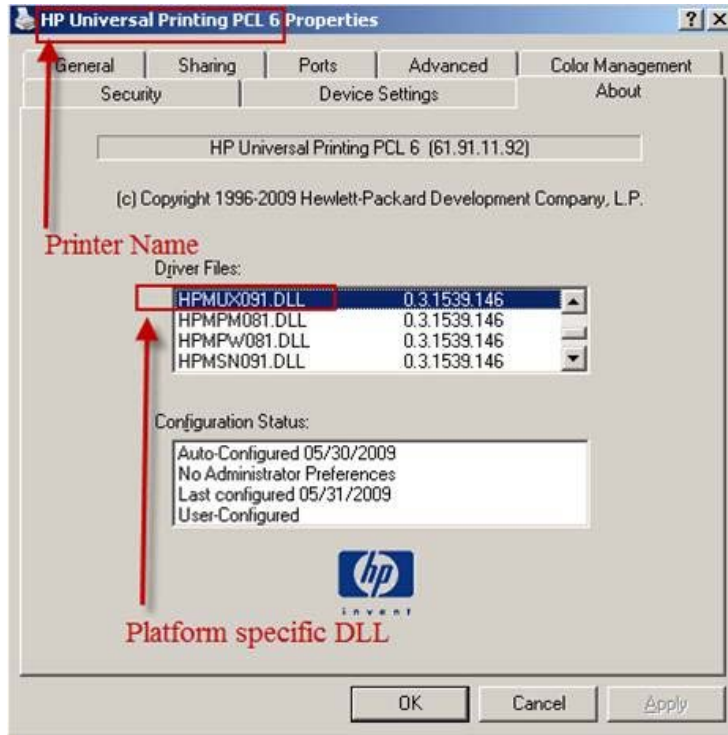 HP Universal Printing PCL 6 Properties
General Sharing Ports Advanced Color Management
Security Device Settings About
HP Universal Printing PCL 6 (61.91.11.92)
(c) Copyright 1996-2009 Hewlett-Packard Development Company, L.P.
Printer Name
Driver Files:
HPMUX091.DLL 0.3.1539.146
HPMPM081.DLL 0.3.1539.146
HPMPW081.DLL 0.3.1539.146
HPMSN091.DLL 0.3.1539.146
Configuration Status:
Auto-Configured 05/30/2009
No Administrator Preferences
Last configured 05/31/2009
User-Configured
hp
invent
Platform specific DLL
OK Cancel Apply